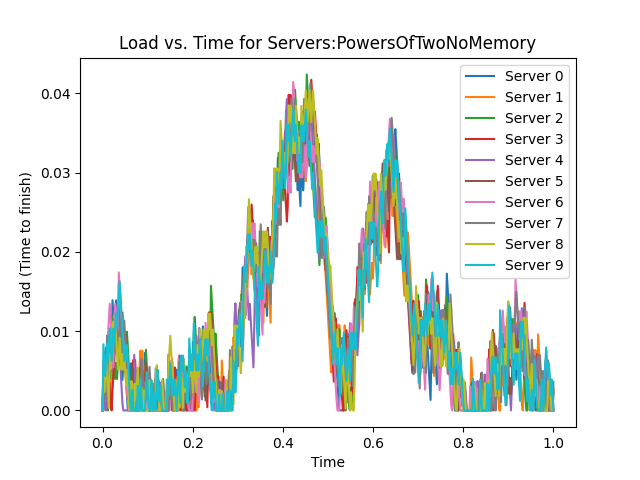 Load vs. Time for Servers:PowersOfTwoNoMemory
Load (Time to finish)
0.04
0.03
0.02
0.01
0.00
Server 0
Server 1
Server 2
Server 3
Server 4
Server 5
Server 6
Server 7
Server 8
Server 9
0.0 0.2 0.4 0.6 0.8 1.0
Time